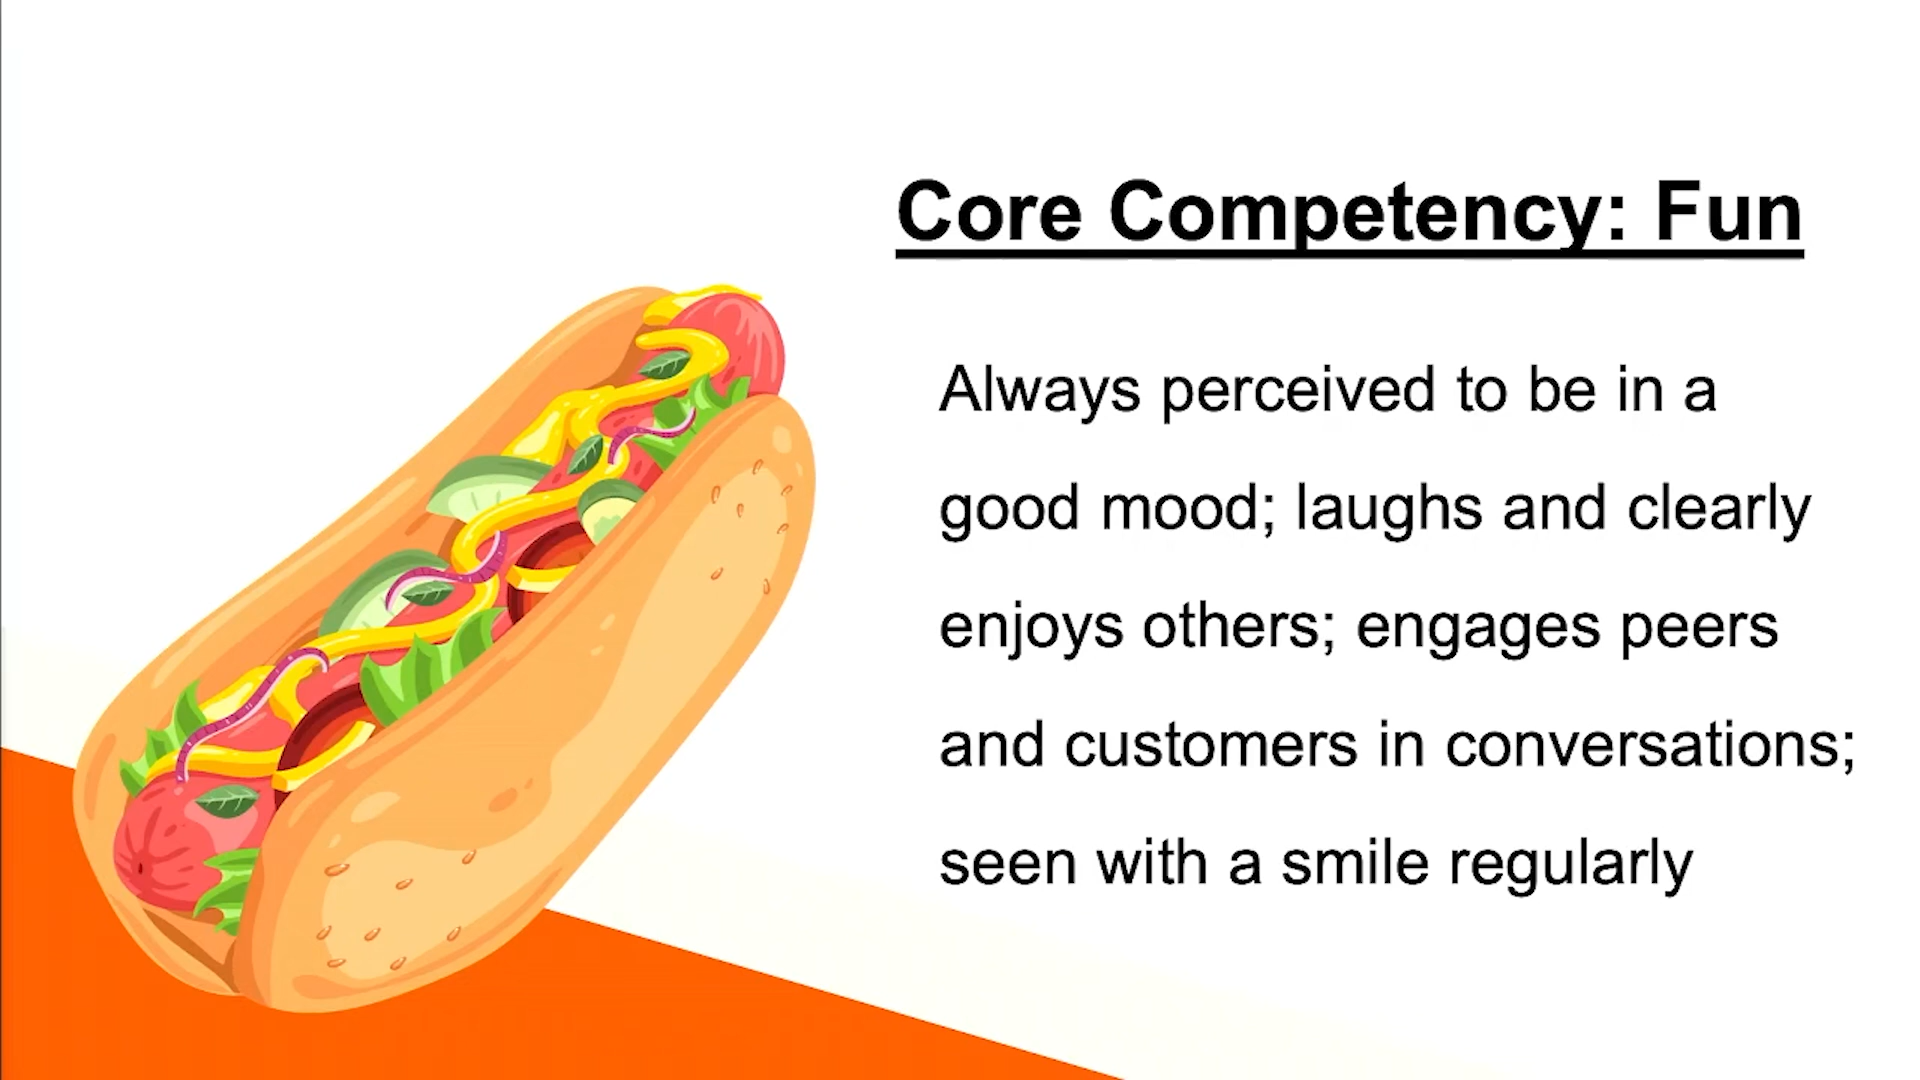 Core Competency: Fun
Always perceived to be in a
good mood; laughs and clearly
enjoys others; engages peers
and customers in conversations;
seen with a smile regularly